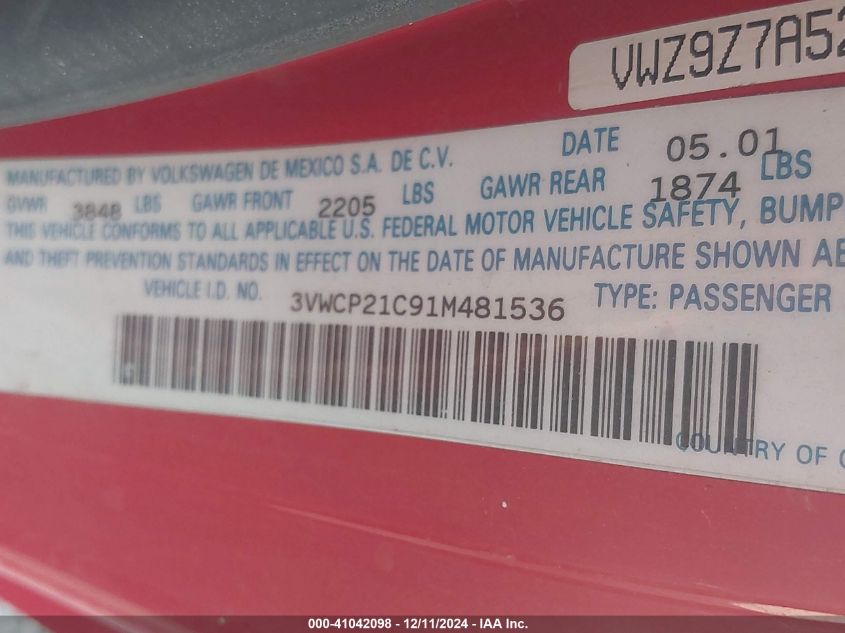 VWZ9Z7A52
MANUFACTURED BY VOLKSWAGEN DE MEXICO S.A. DE C.V. DATE 05.01
GVWR 3848 LBS GAWR FRONT 2205 LBS GAWR REAR 1874 LBS
THIS VEHICLE CONFORMS TO ALL APPLICABLE U.S. FEDERAL MOTOR VEHICLE SAFETY, BUMP
AND THEFT PREVENTION STANDARDS IN EFFECT ON THE DATE OF MANUFACTURE SHOWN AB
VEHICLE I.D. NO. 3VWCP21C91M481536 TYPE: PASSENGER
COUNTRY OF
000-41042098 - 12/11/2024 - IAA Inc.